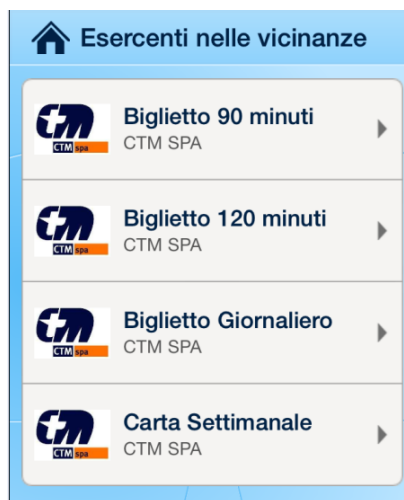 Esercenti nelle vicinanze
Biglietto 90 minuti
CTM SPA
CTM spa
Biglietto 120 minuti
CTM SPA
CTM spa
Biglietto Giornaliero
CTM SPA
CTM spa
Carta Settimanale
CTM SPA
CTM spa